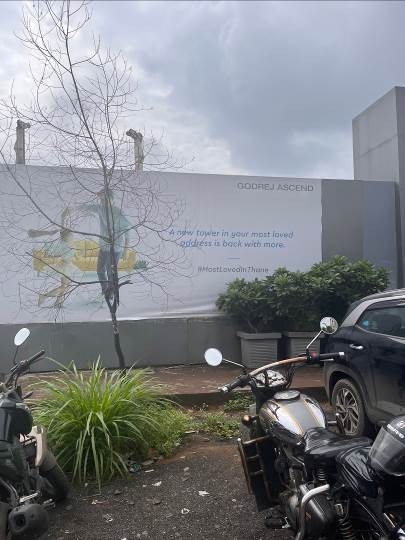 GODREJ ASCEND
A new tower in your most loved
address is back with more.
#MostLovedInThane